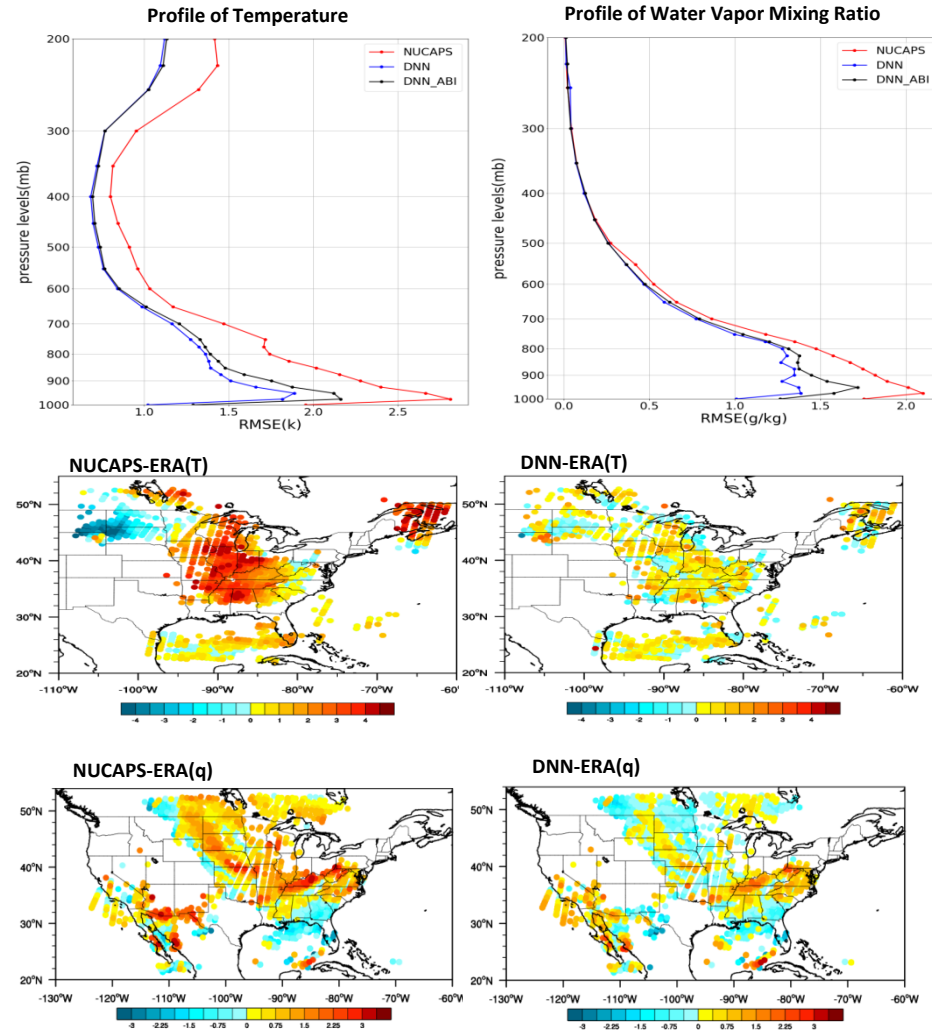 Profile of Temperature
Profile of Water Vapor Mixing Ratio
200
300
400
500
600
700
800
900
1000
pressure levels(mb)
1.0 1.5 2.0 2.5
RMSE(k)
NUCAPS
DNN
DNN_ABI
200
300
400
500
600
700
800
900
1000
pressure levels(mb)
0.0 0.5 1.0 1.5 2.0
RMSE(g/kg)
NUCAPS
DNN
DNN_ABI
NUCAPS-ERA(T)
50°N
40°N
30°N
20°N
-110°W -100°W -90°W -80°W -70°W -60°
-4 -3 -2 -1 0 1 2 3 4
DNN-ERA(T)
50°N
40°N
30°N
20°N
-110°W -100°W -90°W -80°W -70°W -60°W
-4 -3 -2 -1 0 1 2 3 4
NUCAPS-ERA(q)
50°N
40°N
30°N
20°N
-130°W -120°W -110°W -100°W -90°W -80°W -70°W -60°W
-3 -2.25 -1.5 -0.75 0 0.75 1.5 2.25 3
DNN-ERA(q)
50°N
40°N
30°N
20°N
-130°W -120°W -110°W -100°W -90°W -80°W -70°W -60°W
-3 -2.25 -1.5 -0.75 0 0.75 1.5 2.25 3